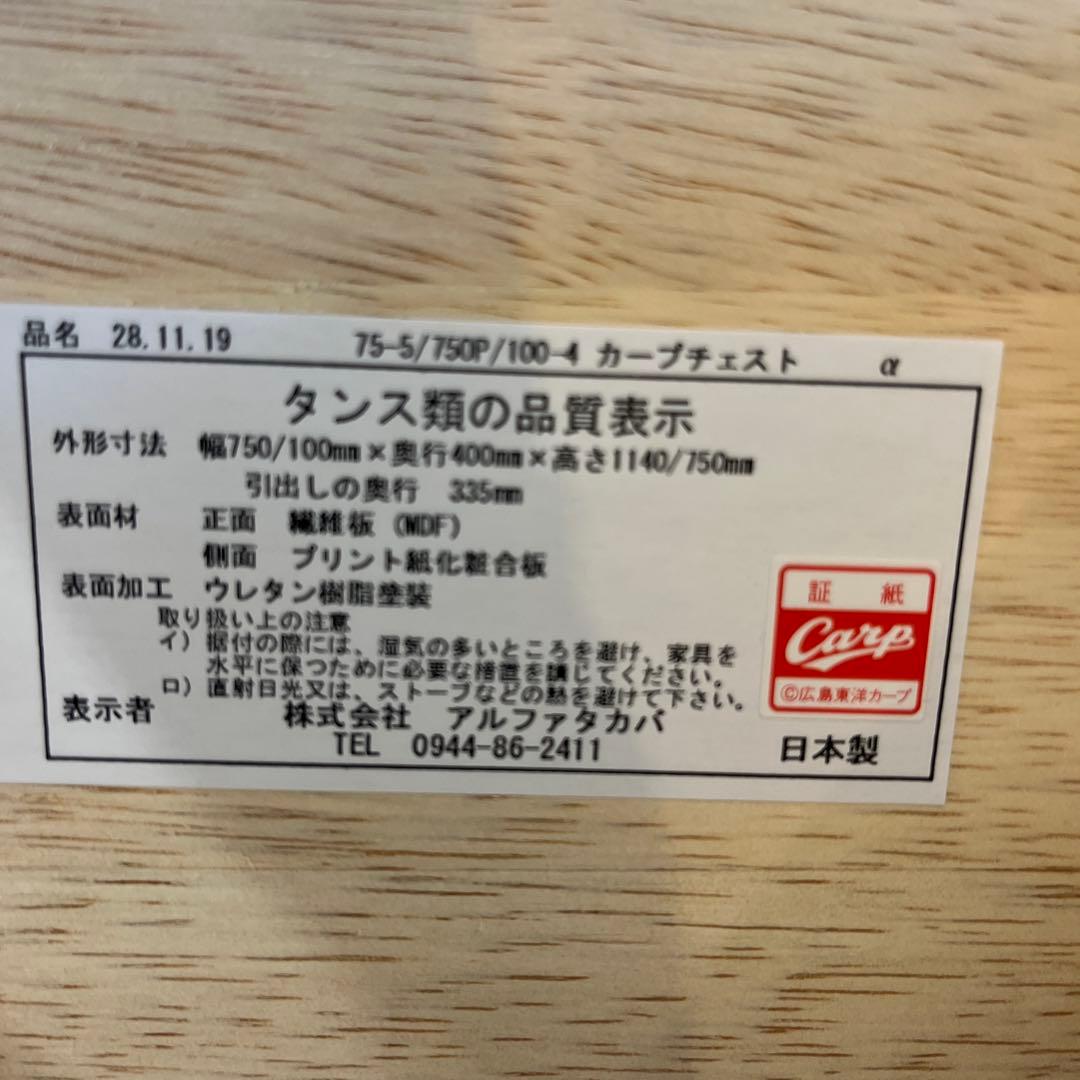 品名 28.11.19 75-5/750P/100-4 カープチェスト α
タンス類の品質表示
外形寸法 幅750/100mm×奥行400mm×高さ1140/750mm
引出しの奥行 335mm
表面材 正面 繊維板 (MDF)
側面 プリント紙化粧合板
表面加工 ウレタン樹脂塗装
取り扱い上の注意
イ) 据付の際には、湿気の多いところを避け、家具を
水平に保つために必要な措置を講じてください。
ロ) 直射日光又は、ストーブなどの熱を避けて下さい。
表示者 株式会社 アルファタカバ
TEL 0944-86-2411
日本製
証 紙
Carp
©広島東洋カープ